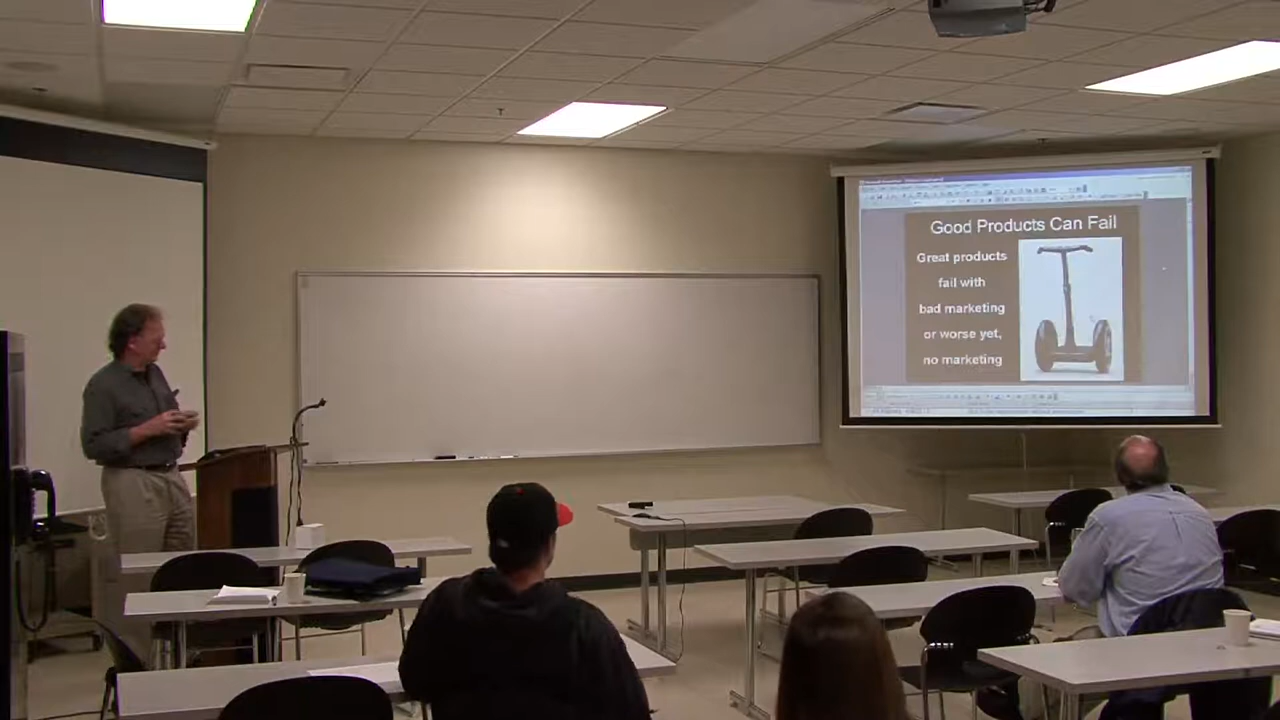 Good Products Can Fail
Great products
fail with
bad marketing
or worse yet,
no marketing